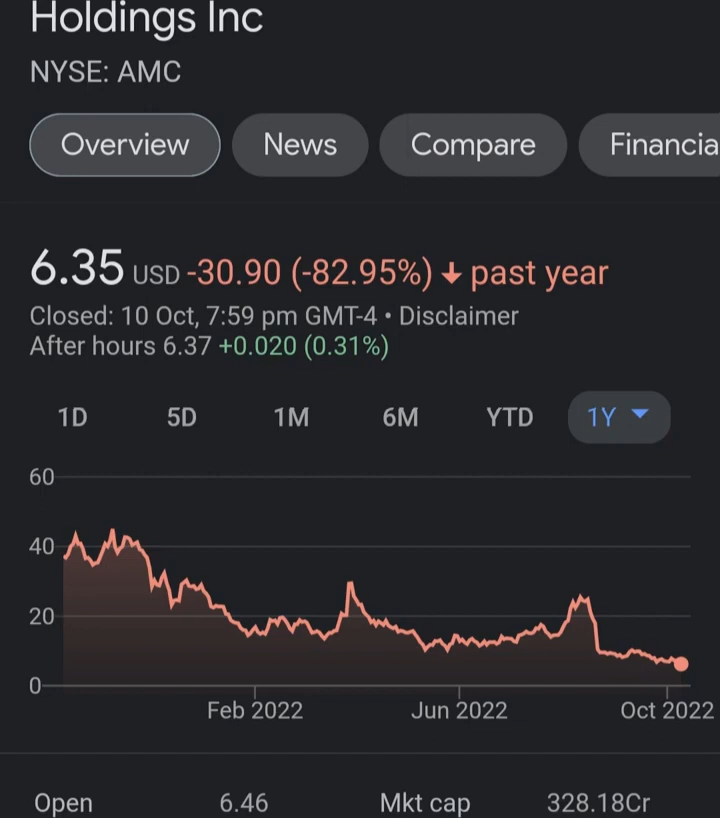 Holdings Inc
NYSE: AMC
Overview News Compare Financia
6.35 USD -30.90 (-82.95%) ↓ past year
Closed: 10 Oct, 7:59 pm GMT-4 • Disclaimer
After hours 6.37 +0.020 (0.31%)
1D 5D 1M 6M YTD 1Y
60
40
20
0
Feb 2022 Jun 2022 Oct 2022
Open 6.46 Mkt cap 328.18Cr